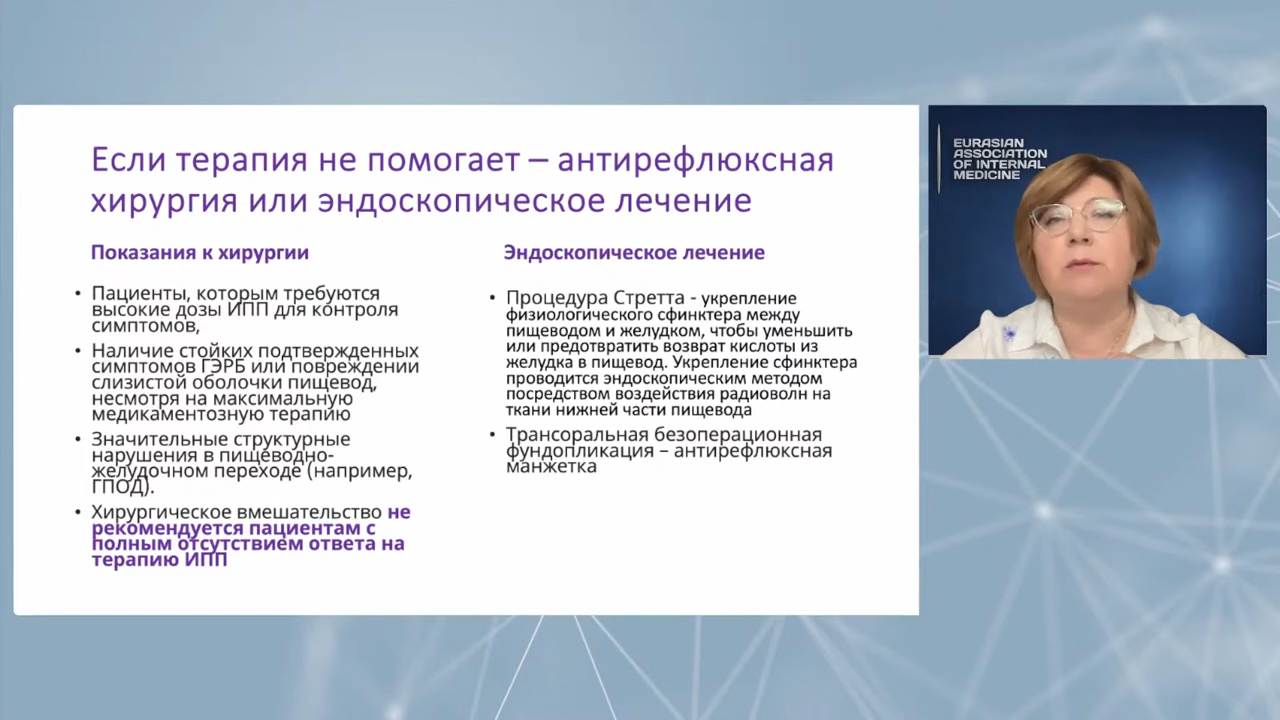 Если терапия не помогает – антирефлюксная
хирургия или эндоскопическое лечение
Показания к хирургии
• Пациенты, которым требуются
высокие дозы ИПП для контроля
симптомов,
• Наличие стойких подтвержденных
симптомов ГЭРБ или повреждении
слизистой оболочки пищевод,
несмотря на максимальную
медикаментозную терапию
• Значительные структурные
нарушения в пищеводно-
желудочном переходе (например,
ГПОД).
• Хирургическое вмешательство не
рекомендуется пациентам с
полным отсутствием ответа на
терапию ИПП
Эндоскопическое лечение
• Процедура Стретта - укрепление
физиологического сфинктера между
пищеводом и желудком, чтобы уменьшить
или предотвратить возврат кислоты из
желудка в пищевод. Укрепление сфинктера
проводится эндоскопическим методом
посредством воздействия радиоволн на
ткани нижней части пищевода
• Трансоральная безоперационная
фундопликация – антирефлюксная
манжетка
EURASIAN
ASSOCIATION
OF INTERNAL
MEDICINE